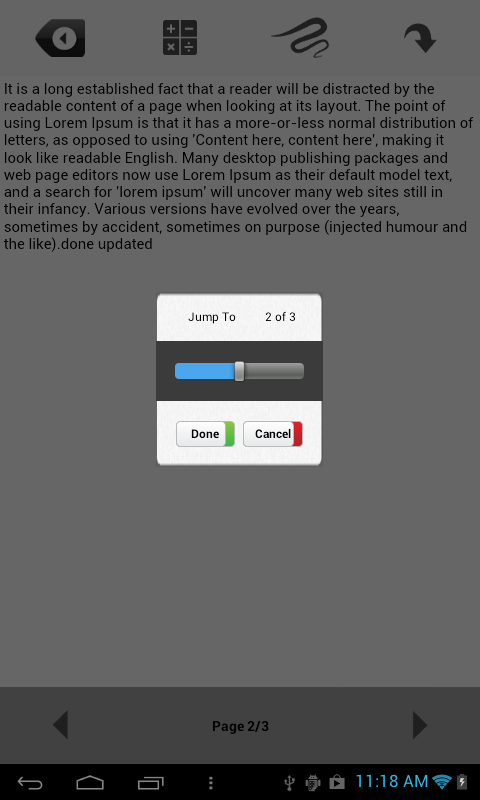 It is a long established fact that a reader will be distracted by the
readable content of a page when looking at its layout. The point of
using Lorem Ipsum is that it has a more-or-less normal distribution of
letters, as opposed to using 'Content here, content here', making it
look like readable English. Many desktop publishing packages and
web page editors now use Lorem Ipsum as their default model text,
and a search for 'lorem ipsum' will uncover many web sites still in
their infancy. Various versions have evolved over the years,
sometimes by accident, sometimes on purpose (injected humour and
the like).done updated
Jump To 2 of 3
Done Cancel
Page 2/3
11:18 AM